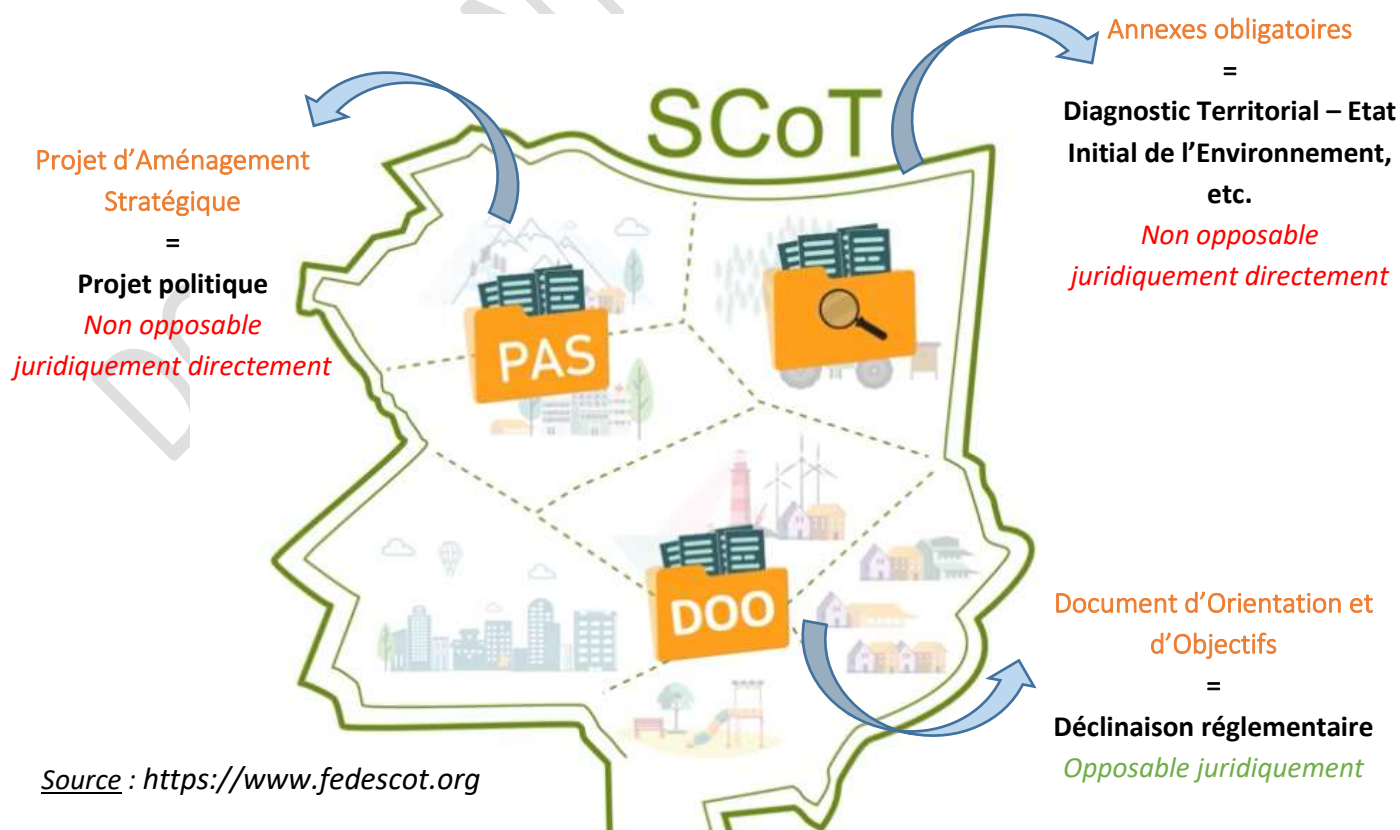 SCoT
Annexes obligatoires
=
Diagnostic Territorial – Etat
Initial de l’Environnement,
etc.
Non opposable
juridiquement directement
Projet d’Aménagement
Stratégique
=
Projet politique
Non opposable
juridiquement directement
PAS
DOO
Document d’Orientation et
d’Objectifs
=
Déclinaison réglementaire
Opposable juridiquement
Source : https://www.fedescot.org